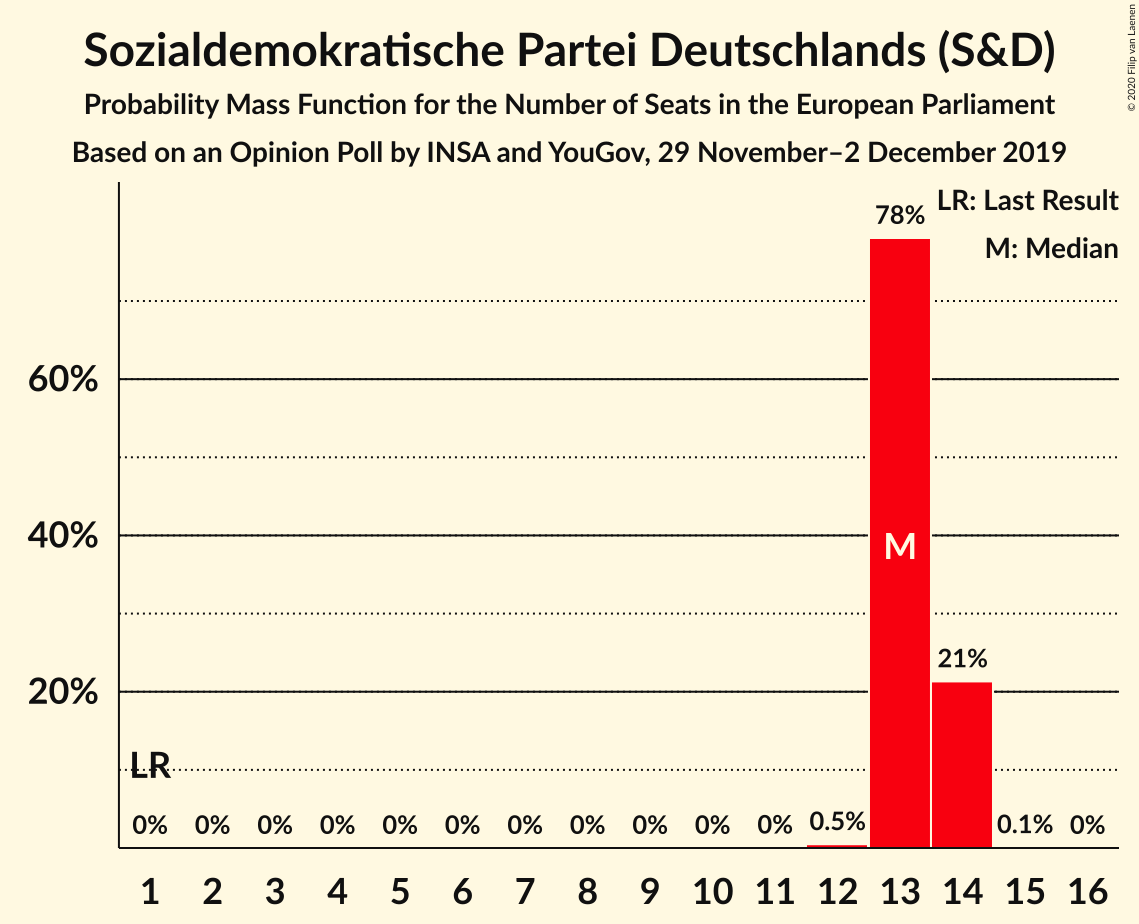 Sozialdemokratische Partei Deutschlands (S&D)
Probability Mass Function for the Number of Seats in the European Parliament
Based on an Opinion Poll by INSA and YouGov, 29 November–2 December 2019
© 2020 Filip van Laenen
LR: Last Result
M: Median
78%
60%
40%
M
21%
20%
LR
0% 0% 0% 0% 0% 0% 0% 0% 0% 0% 0% 0.5% 0.1% 0%
1 2 3 4 5 6 7 8 9 10 11 12 13 14 15 16